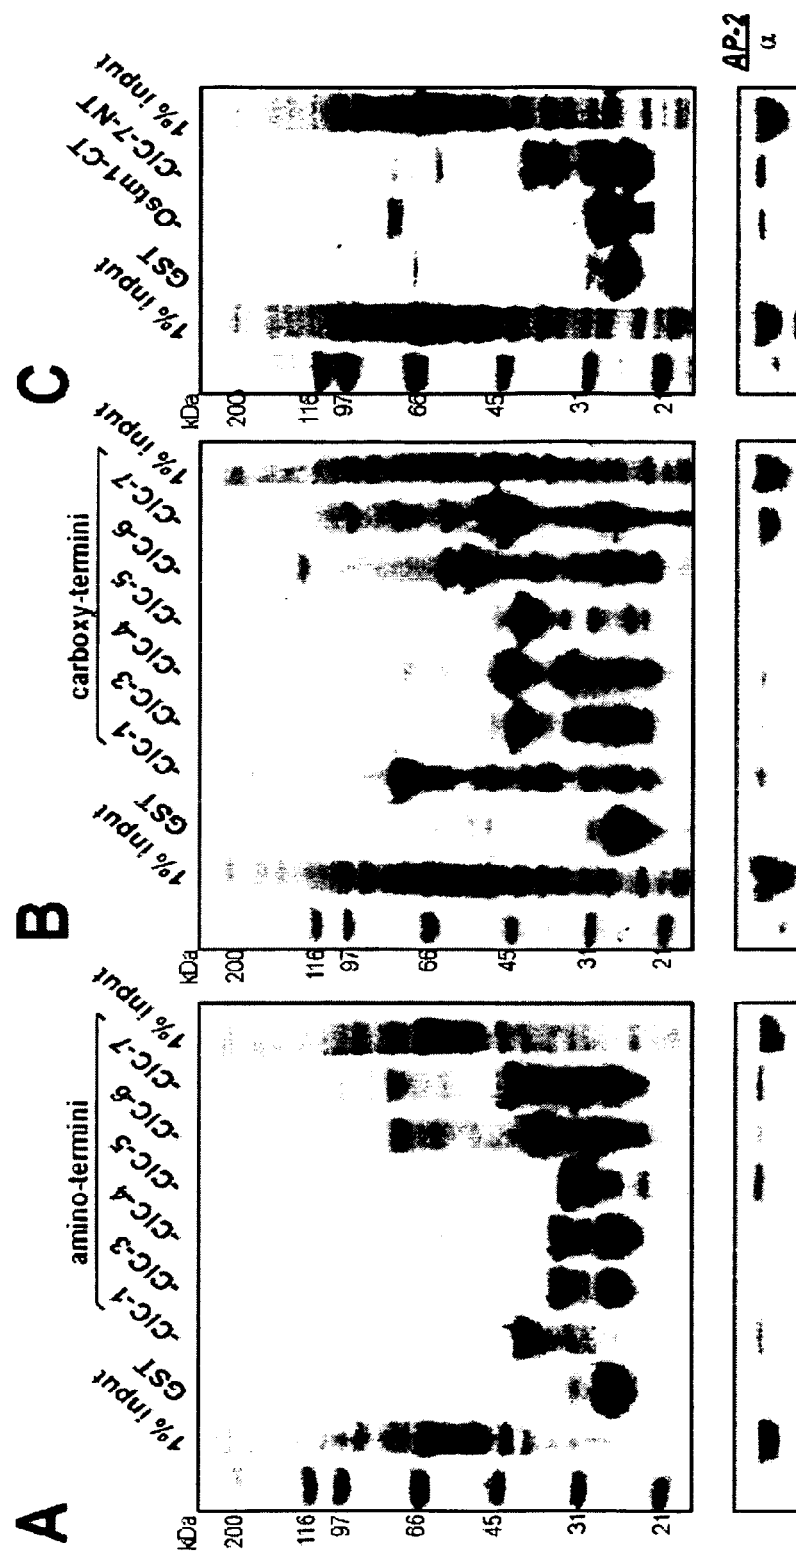 A
amino-termini
1% input
GST
-ClC-1
-ClC-3
-ClC-4
-ClC-5
-ClC-6
-ClC-7
1% input
kDa
200
116
97
66
45
31
21
B
carboxy-termini
1% input
GST
-ClC-1
-ClC-3
-ClC-4
-ClC-5
-ClC-6
-ClC-7
1% input
kDa
200
116
97
66
45
31
2
C
1% input
GST
-Ostm1-CT
-ClC-7-NT
1% input
kDa
200
116
97
66
45
31
2
AP-2
α